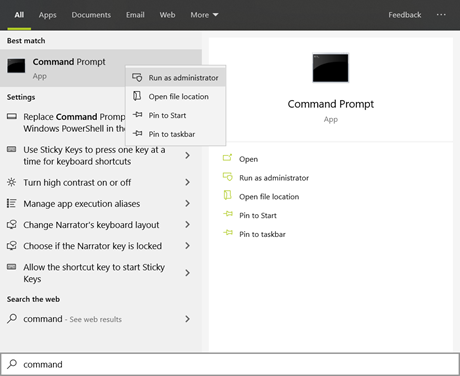 All Apps Documents Email Web More Feedback ...
Best match
Command Prompt
App
Run as administrator
Open file location
Pin to Start
Pin to taskbar
Settings
Replace Command Promp
Windows PowerShell in the
Use Sticky Keys to press one key at
a time for keyboard shortcuts
Turn high contrast on or off
Manage app execution aliases
Change Narrator's keyboard layout
Choose if the Narrator key is locked
Allow the shortcut key to start Sticky
Keys
Search the web
command - See web results
Command Prompt
App
Open
Run as administrator
Open file location
Pin to Start
Pin to taskbar
command